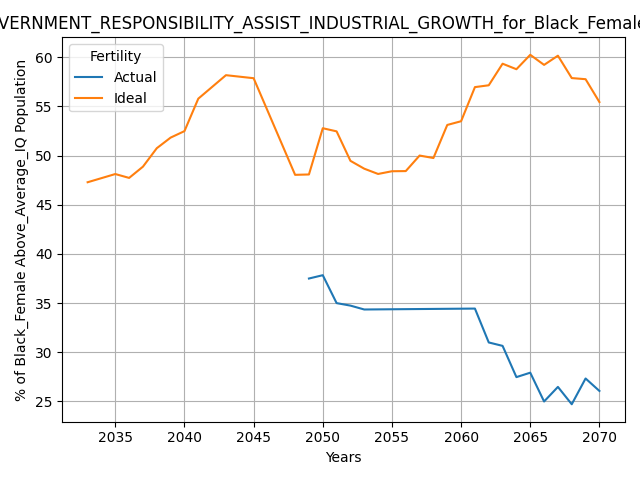 VERNMENT_RESPONSIBILITY_ASSIST_INDUSTRIAL_GROWTH_for_Black_Female
Fertility
Actual
Ideal
% of Black_Female Above_Average_IQ Population
60
55
50
45
40
35
30
25
2035 2040 2045 2050 2055 2060 2065 2070
Years